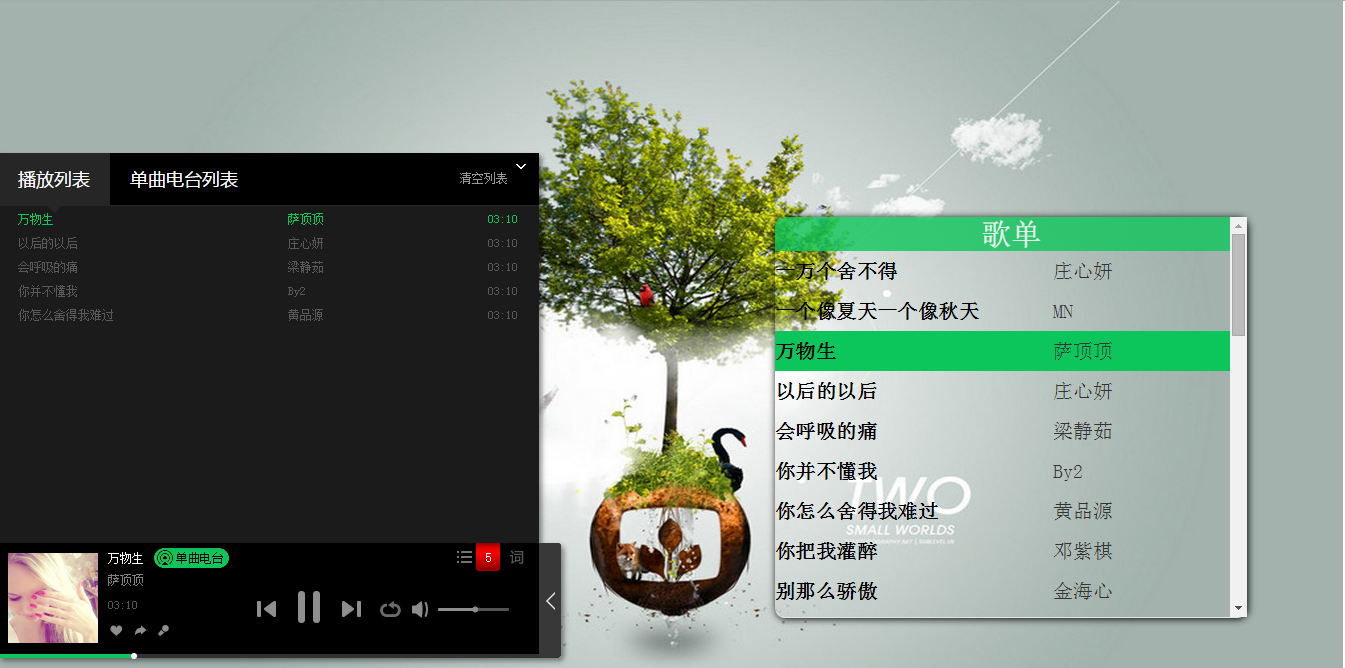 播放列表 单曲电台列表 清空列表
万物生 萨顶顶 03:10
以后的以后 庄心妍 03:10
会呼吸的痛 梁静茹 03:10
你并不懂我 By2 03:10
你怎么舍得我难过 黄品源 03:10
万物生 单曲电台 5 词
萨顶顶
03:10
歌单
一万个舍不得 庄心妍
一个像夏天一个像秋天 MN
万物生 萨顶顶
以后的以后 庄心妍
会呼吸的痛 梁静茹
你并不懂我 By2
你怎么舍得我难过 黄品源
你把我灌醉 邓紫棋
别那么骄傲 金海心
TWO
SMALL WORLDS